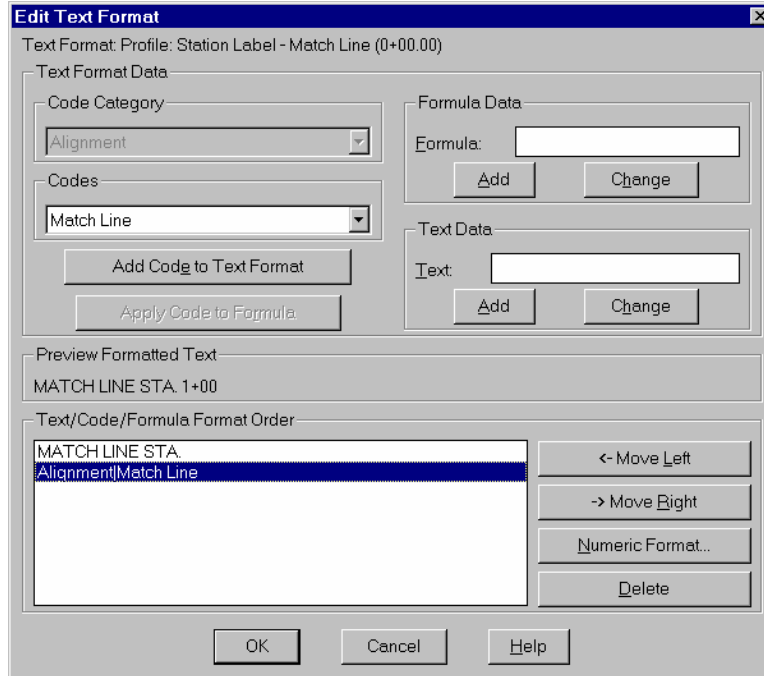 Edit Text Format
Text Format: Profile: Station Label - Match Line (0+00.00)
Text Format Data
Code Category
Alignment
Codes
Match Line
Add Code to Text Format
Apply Code to Formula
Formula Data
Formula:
Add
Change
Text Data
Text:
Add
Change
Preview Formatted Text
MATCH LINE STA. 1+00
Text/Code/Formula Format Order
MATCH LINE STA.
Alignment|Match Line
<- Move Left
-> Move Right
Numeric Format...
Delete
OK
Cancel
Help